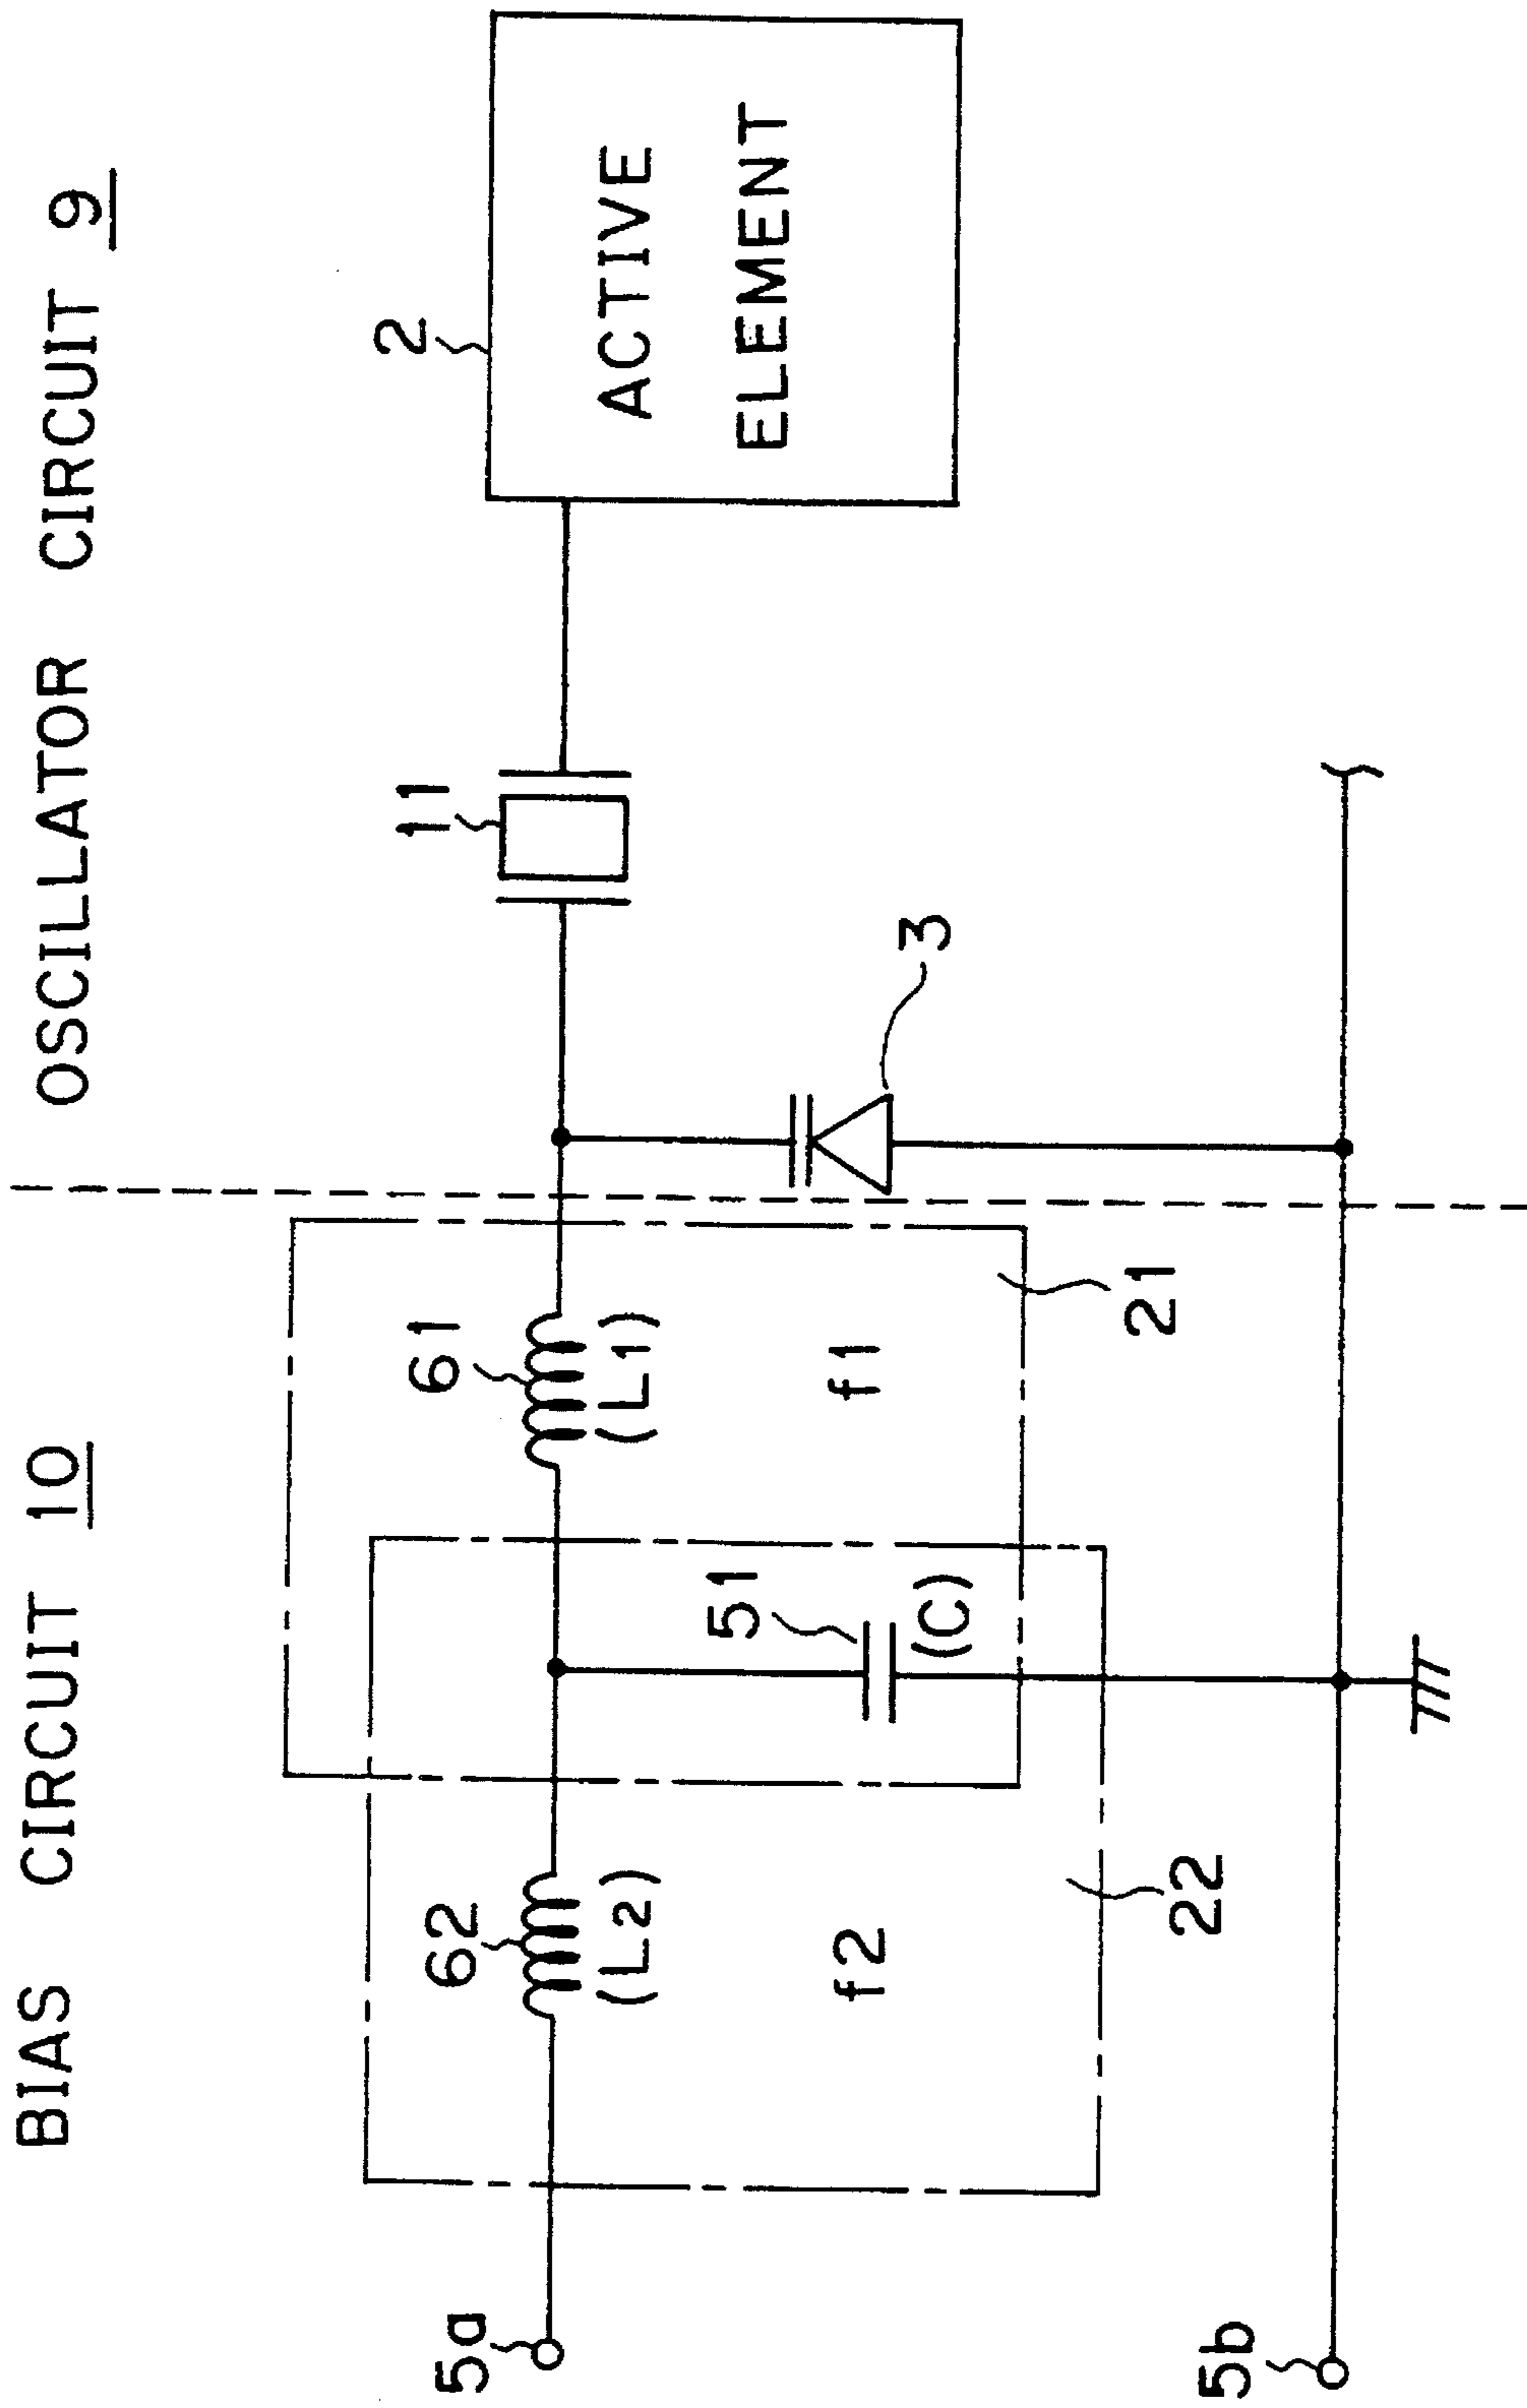 BIAS CIRCUIT 10
OSCILLATOR CIRCUIT 9
5a
62
(L2)
f2
22
51
(C)
61
(L1)
f1
21
3
11
2
ACTIVE
ELEMENT
5b